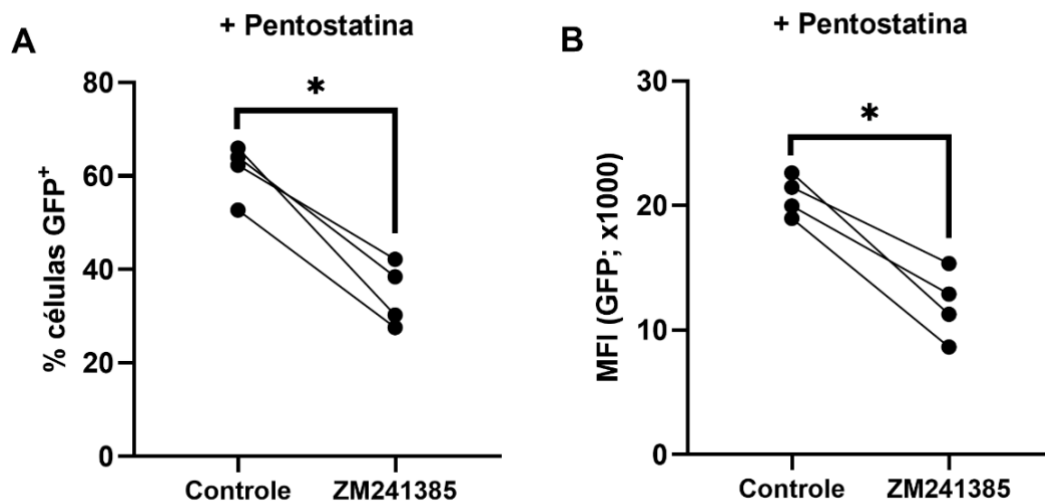 A
+ Pentostatina
*
% células GFP⁺
80
60
40
20
0
Controle ZM241385
B
+ Pentostatina
*
MFI (GFP; x1000)
30
20
10
0
Controle ZM241385